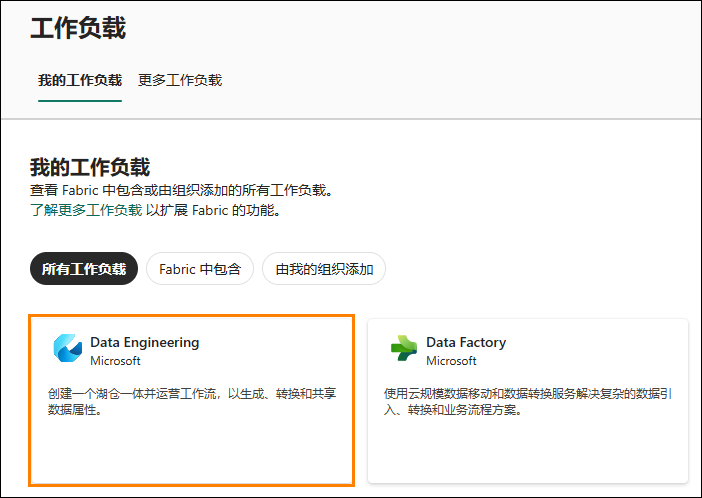 工作负载
我的工作负载 更多工作负载
我的工作负载
查看 Fabric 中包含或由组织添加的所有工作负载。
了解更多工作负载 以扩展 Fabric 的功能。
所有工作负载 Fabric 中包含 由我的组织添加
Data Engineering
Microsoft
创建一个湖仓一体并运营工作流，以生成、转换和共享
数据属性。
Data Factory
Microsoft
使用云规模数据移动和数据转换服务解决复杂的数据引
入、转换和业务流程方案。